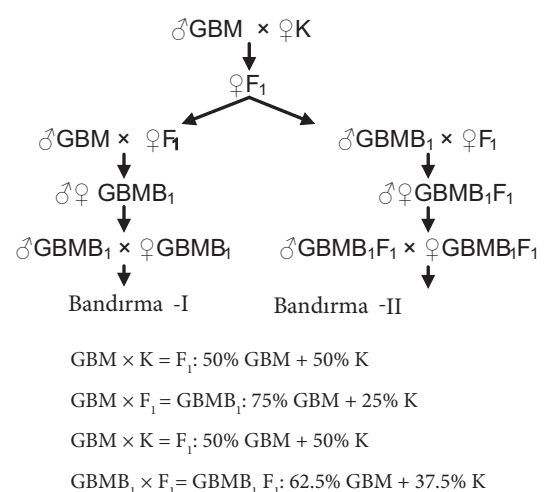 ♂GBM × ♀K
♀F₁
♂GBM × ♀F₁ ♂GBMB₁ × ♀F₁
♂♀ GBMB₁ ♂♀GBMB₁F₁
♂GBMB₁ × ♀GBMB₁ ♂GBMB₁F₁ × ♀GBMB₁F₁
Bandırma -I Bandırma -II
GBM × K = F₁: 50% GBM + 50% K
GBM × F₁ = GBMB₁: 75% GBM + 25% K
GBM × K = F₁: 50% GBM + 50% K
GBMB₁ × F₁ = GBMB₁ F₁: 62.5% GBM + 37.5% K